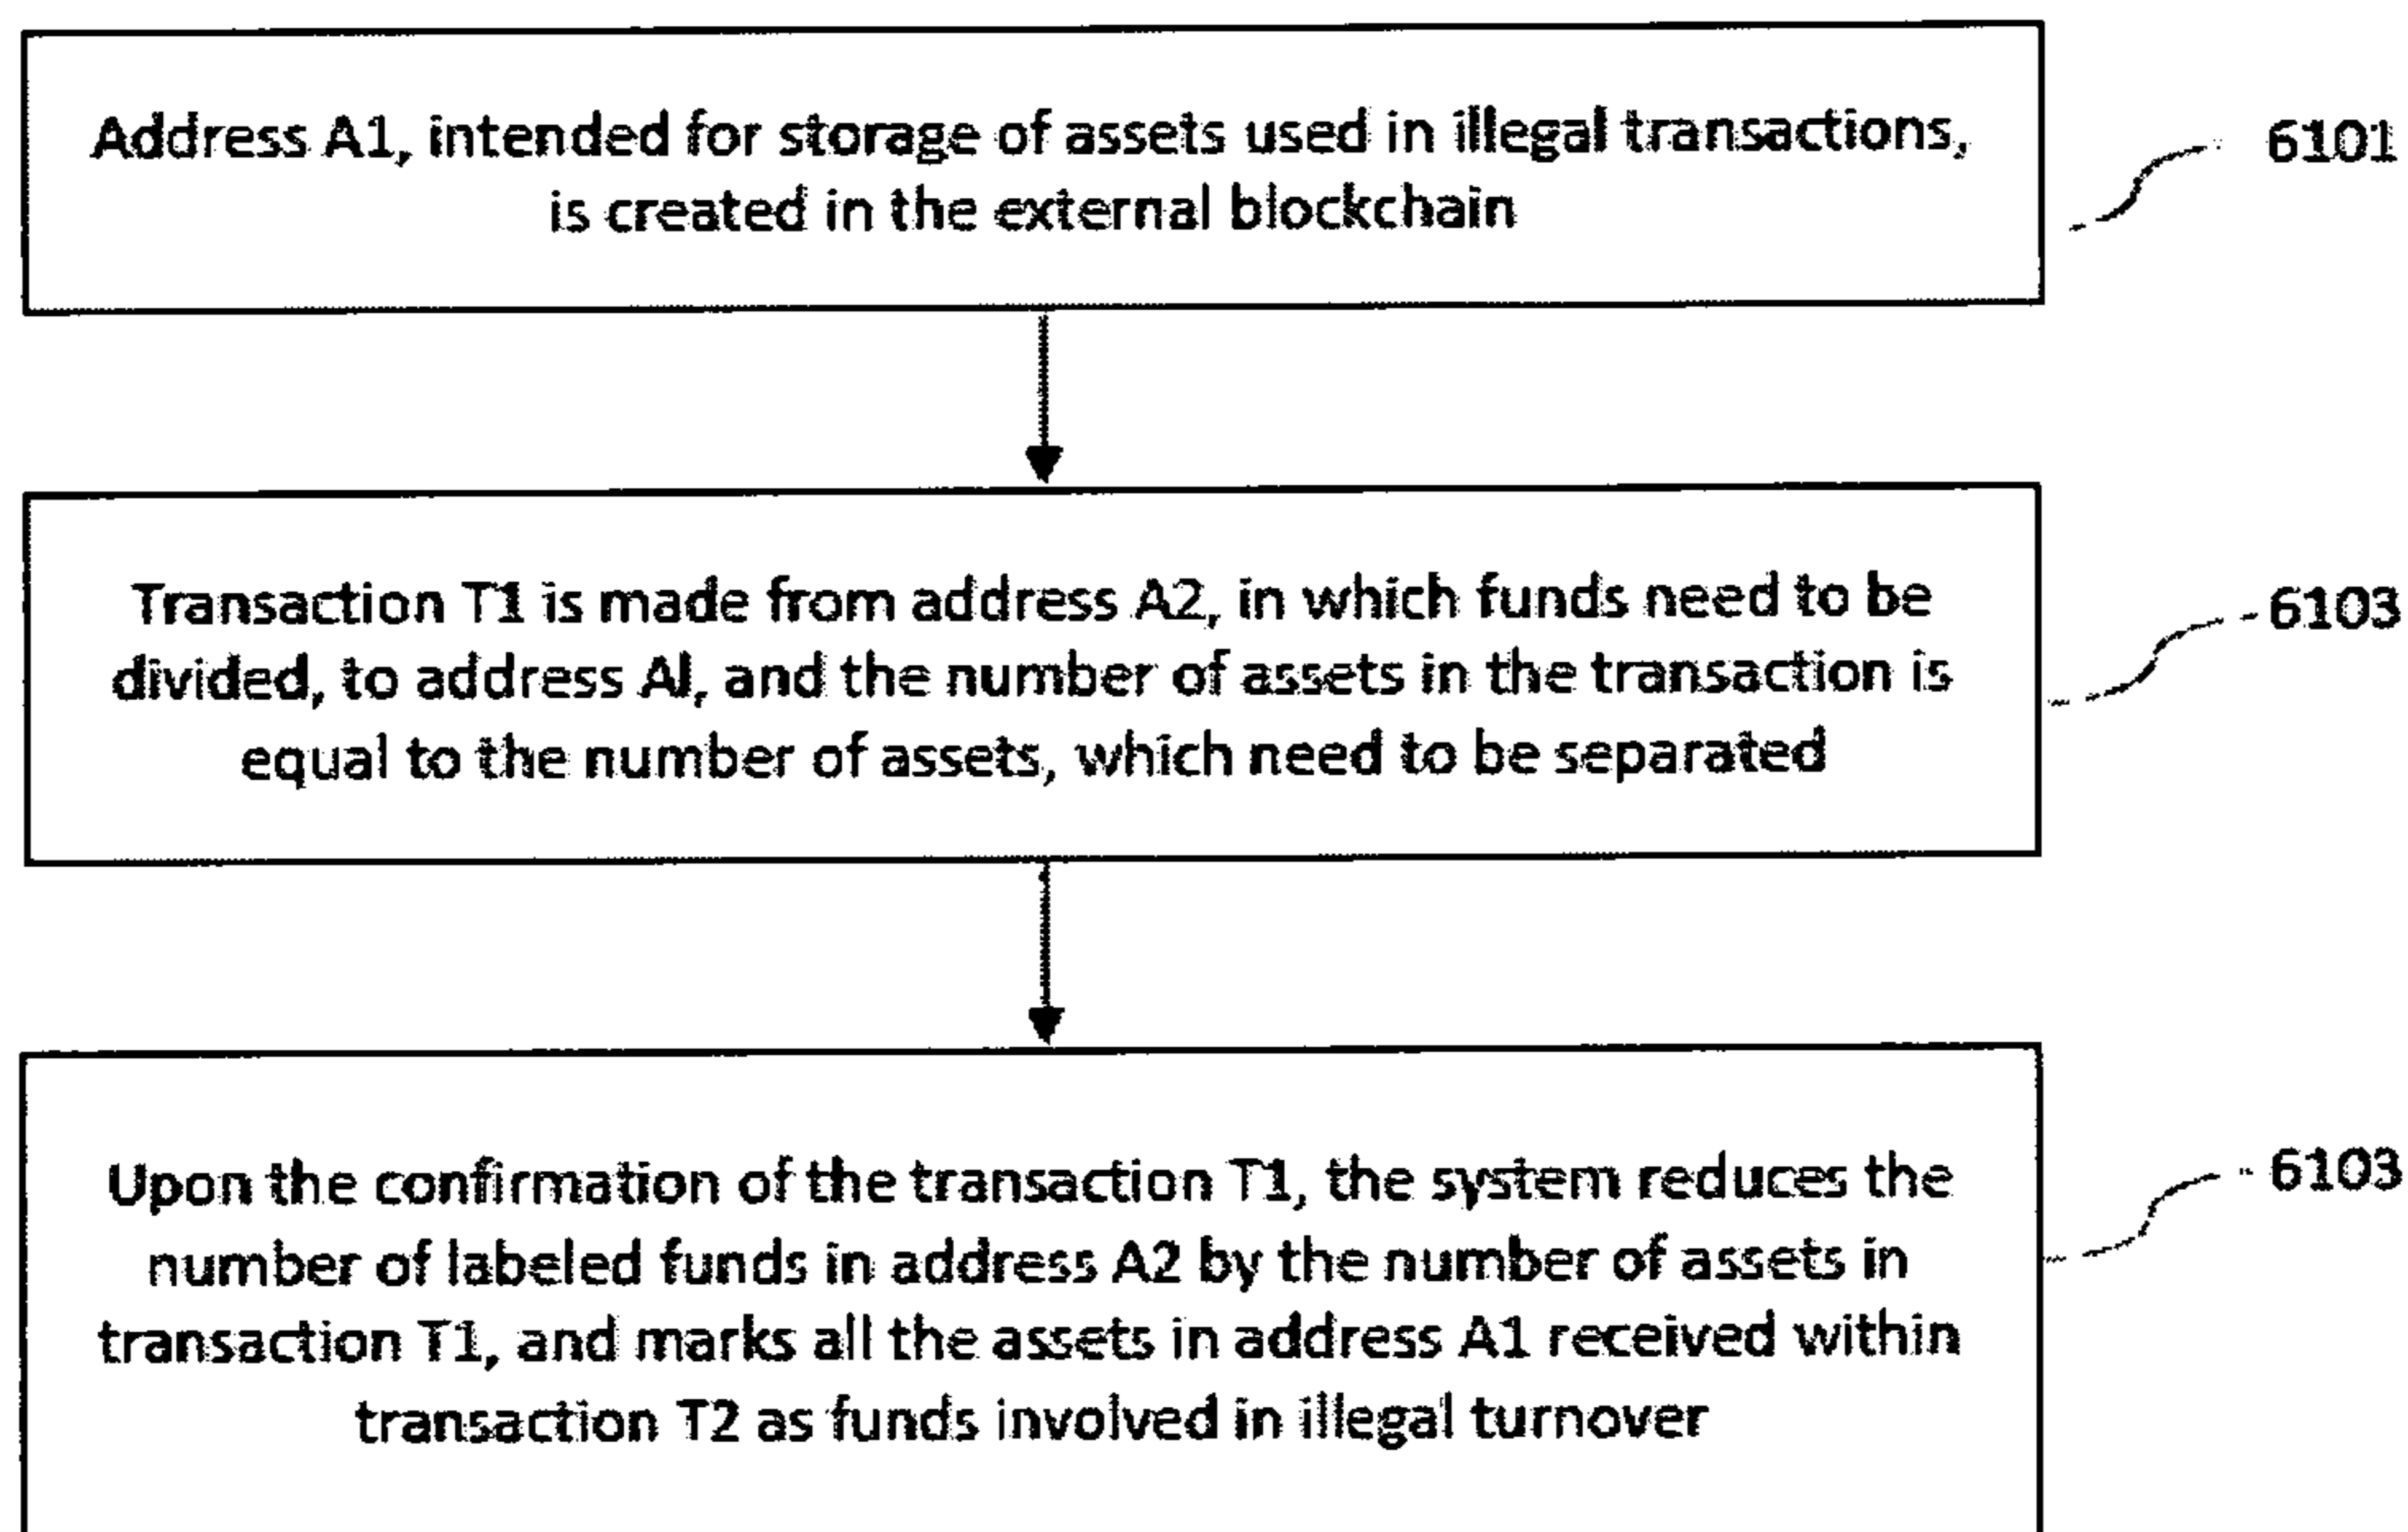 Address A1, intended for storage of assets used in illegal transactions,
is created in the external blockchain
6101
Transaction T1 is made from address A2, in which funds need to be
divided, to address Al, and the number of assets in the transaction is
equal to the number of assets, which need to be separated
6103
Upon the confirmation of the transaction T1, the system reduces the
number of labeled funds in address A2 by the number of assets in
transaction T1, and marks all the assets in address A1 received within
transaction T2 as funds involved in illegal turnover
6103